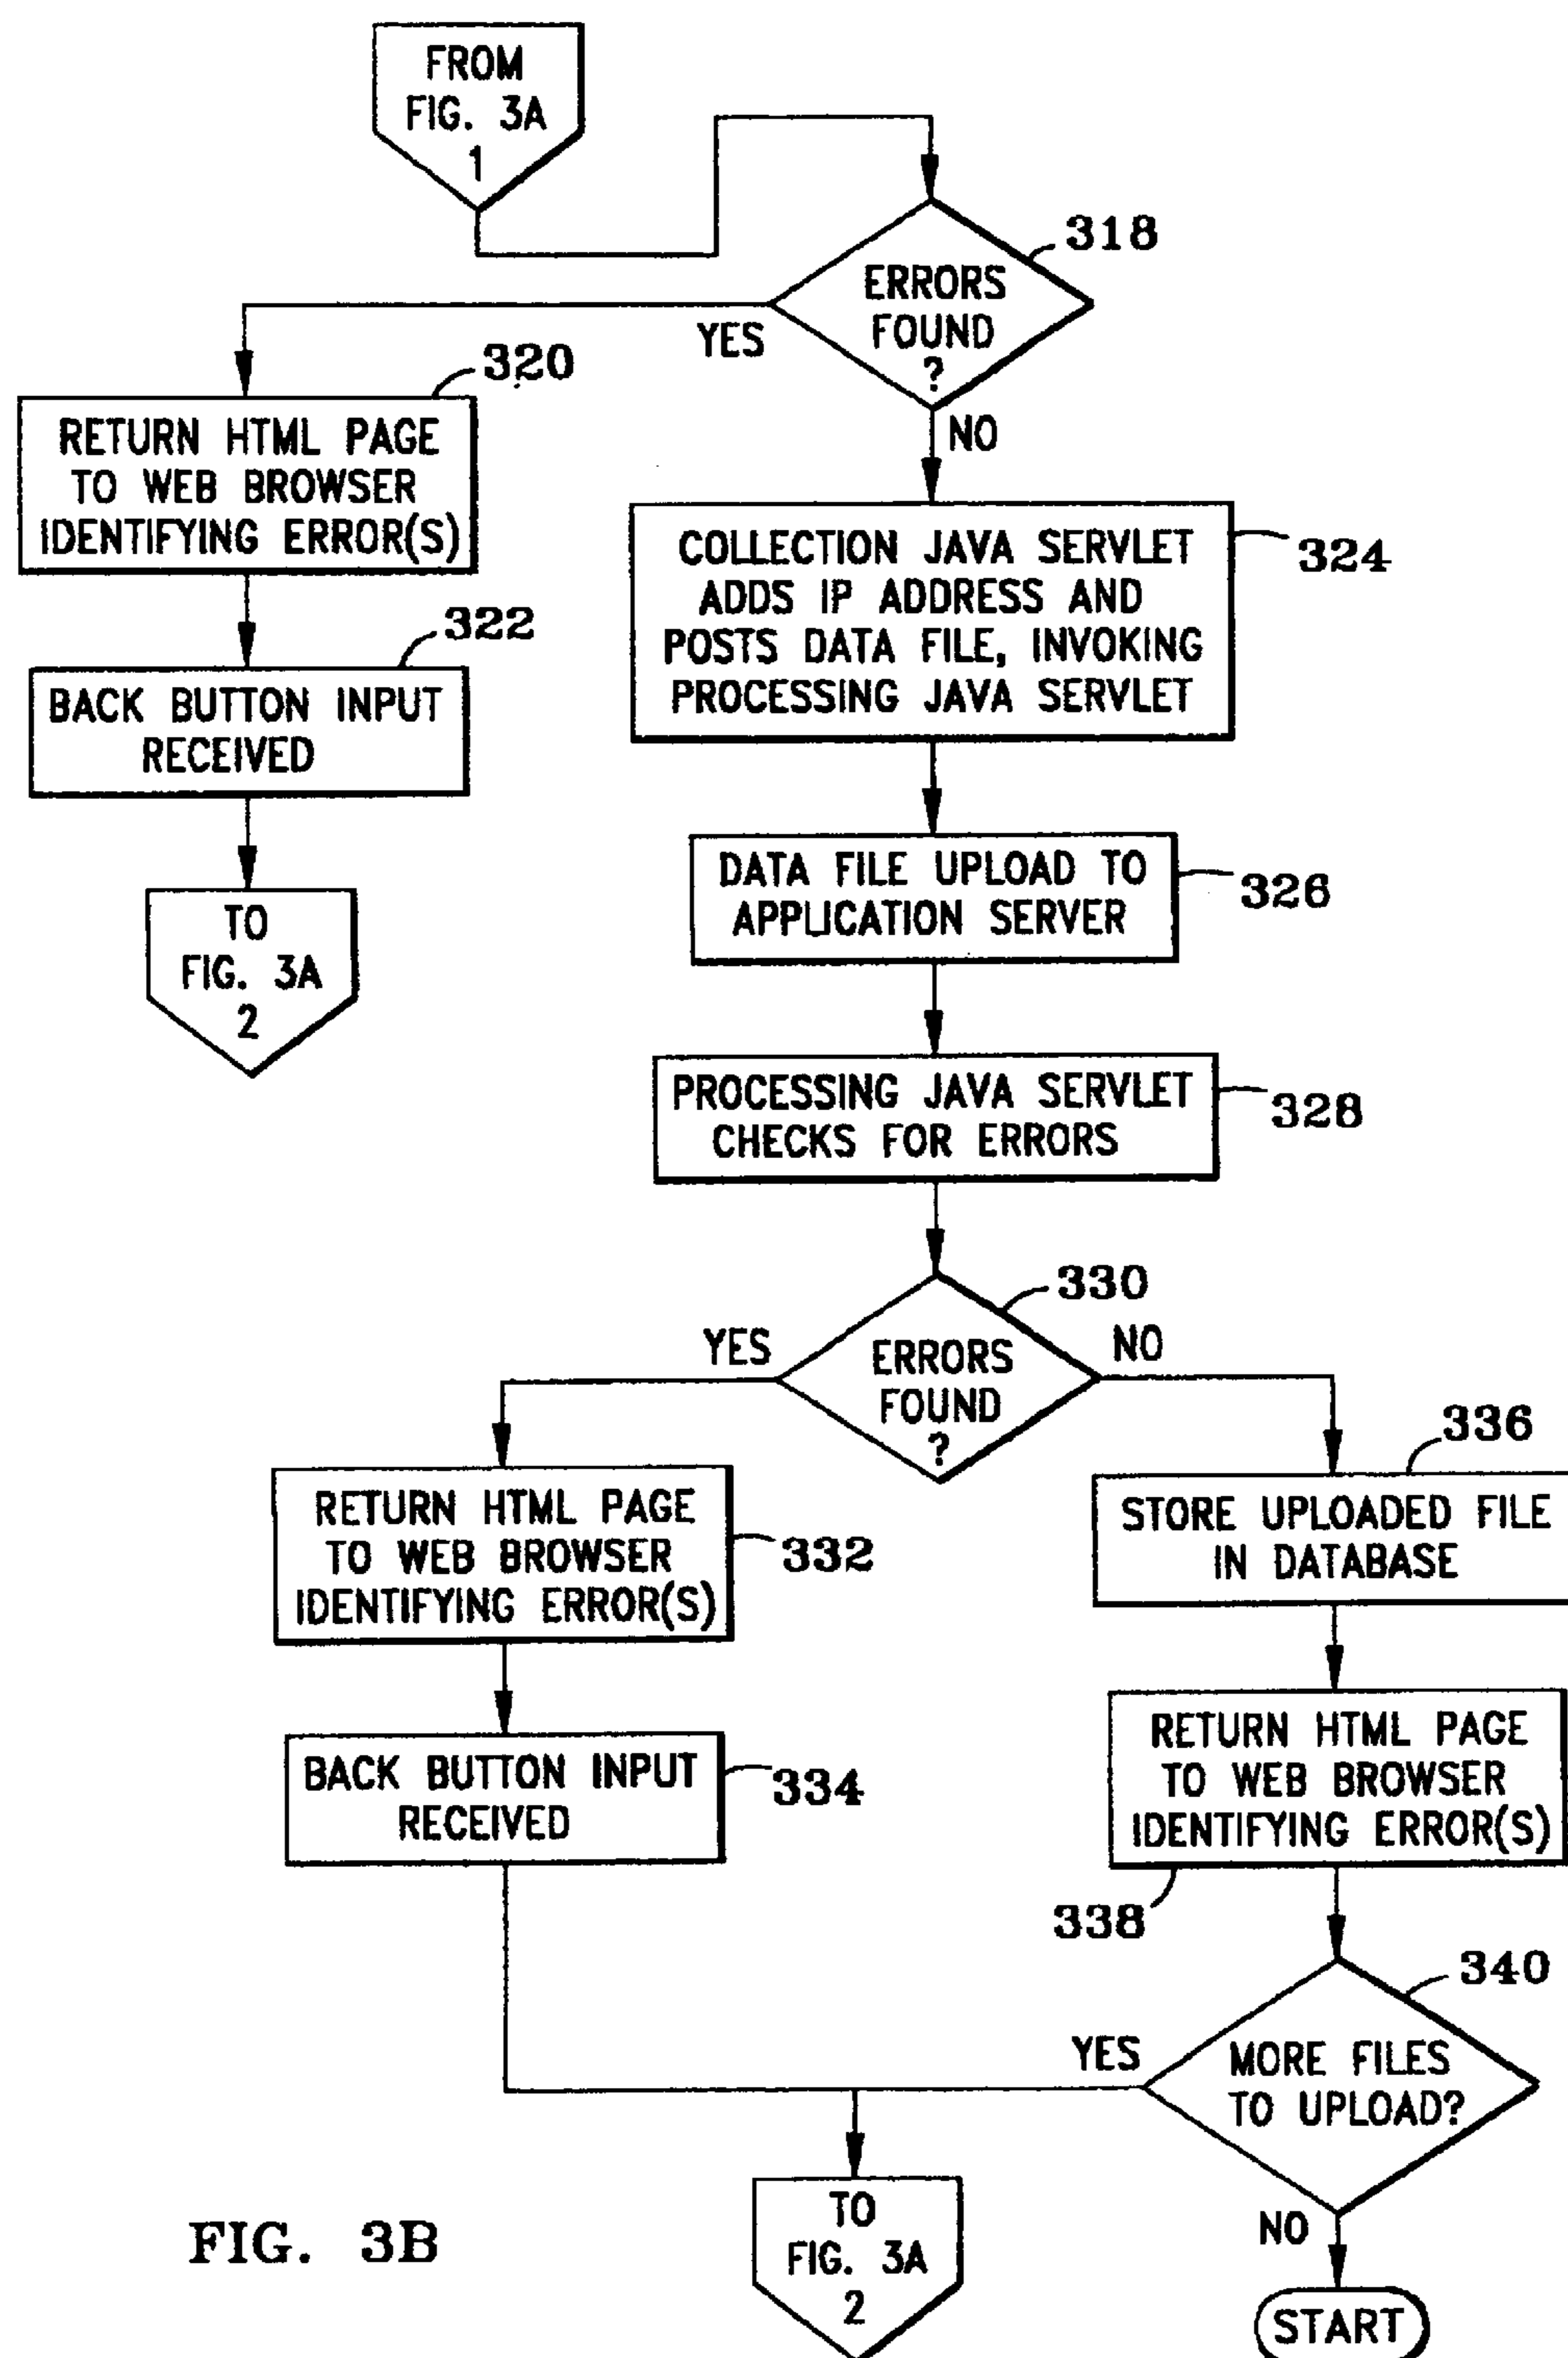 FROM
FIG. 3A
1
318
ERRORS
FOUND
?
YES
NO
320
RETURN HTML PAGE
TO WEB BROWSER
IDENTIFYING ERROR(S)
322
BACK BUTTON INPUT
RECEIVED
TO
FIG. 3A
2
324
COLLECTION JAVA SERVLET
ADDS IP ADDRESS AND
POSTS DATA FILE, INVOKING
PROCESSING JAVA SERVLET
326
DATA FILE UPLOAD TO
APPLICATION SERVER
328
PROCESSING JAVA SERVLET
CHECKS FOR ERRORS
330
ERRORS
FOUND
?
YES
NO
332
RETURN HTML PAGE
TO WEB BROWSER
IDENTIFYING ERROR(S)
334
BACK BUTTON INPUT
RECEIVED
336
STORE UPLOADED FILE
IN DATABASE
RETURN HTML PAGE
TO WEB BROWSER
IDENTIFYING ERROR(S)
338
340
MORE FILES
TO UPLOAD?
YES
NO
TO
FIG. 3A
2
START
FIG. 3B